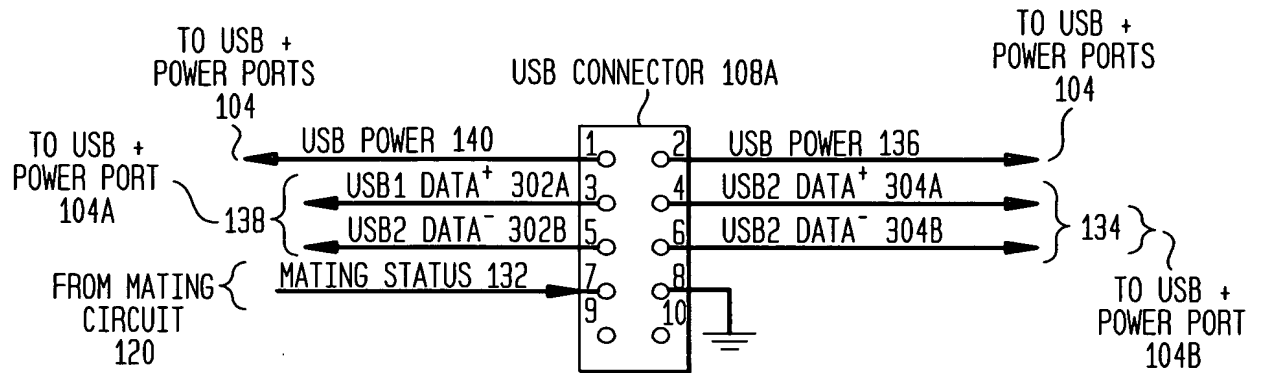 TO USB +
POWER PORTS
104
USB CONNECTOR 108A
TO USB +
POWER PORTS
104
TO USB +
POWER PORT
104A
USB POWER 140
1
2
USB POWER 136
138
USB1 DATA+ 302A
3
4
USB2 DATA+ 304A
USB2 DATA- 302B
5
6
USB2 DATA- 304B
134
FROM MATING
CIRCUIT
120
MATING STATUS 132
7
8
9
10
TO USB +
POWER PORT
104B